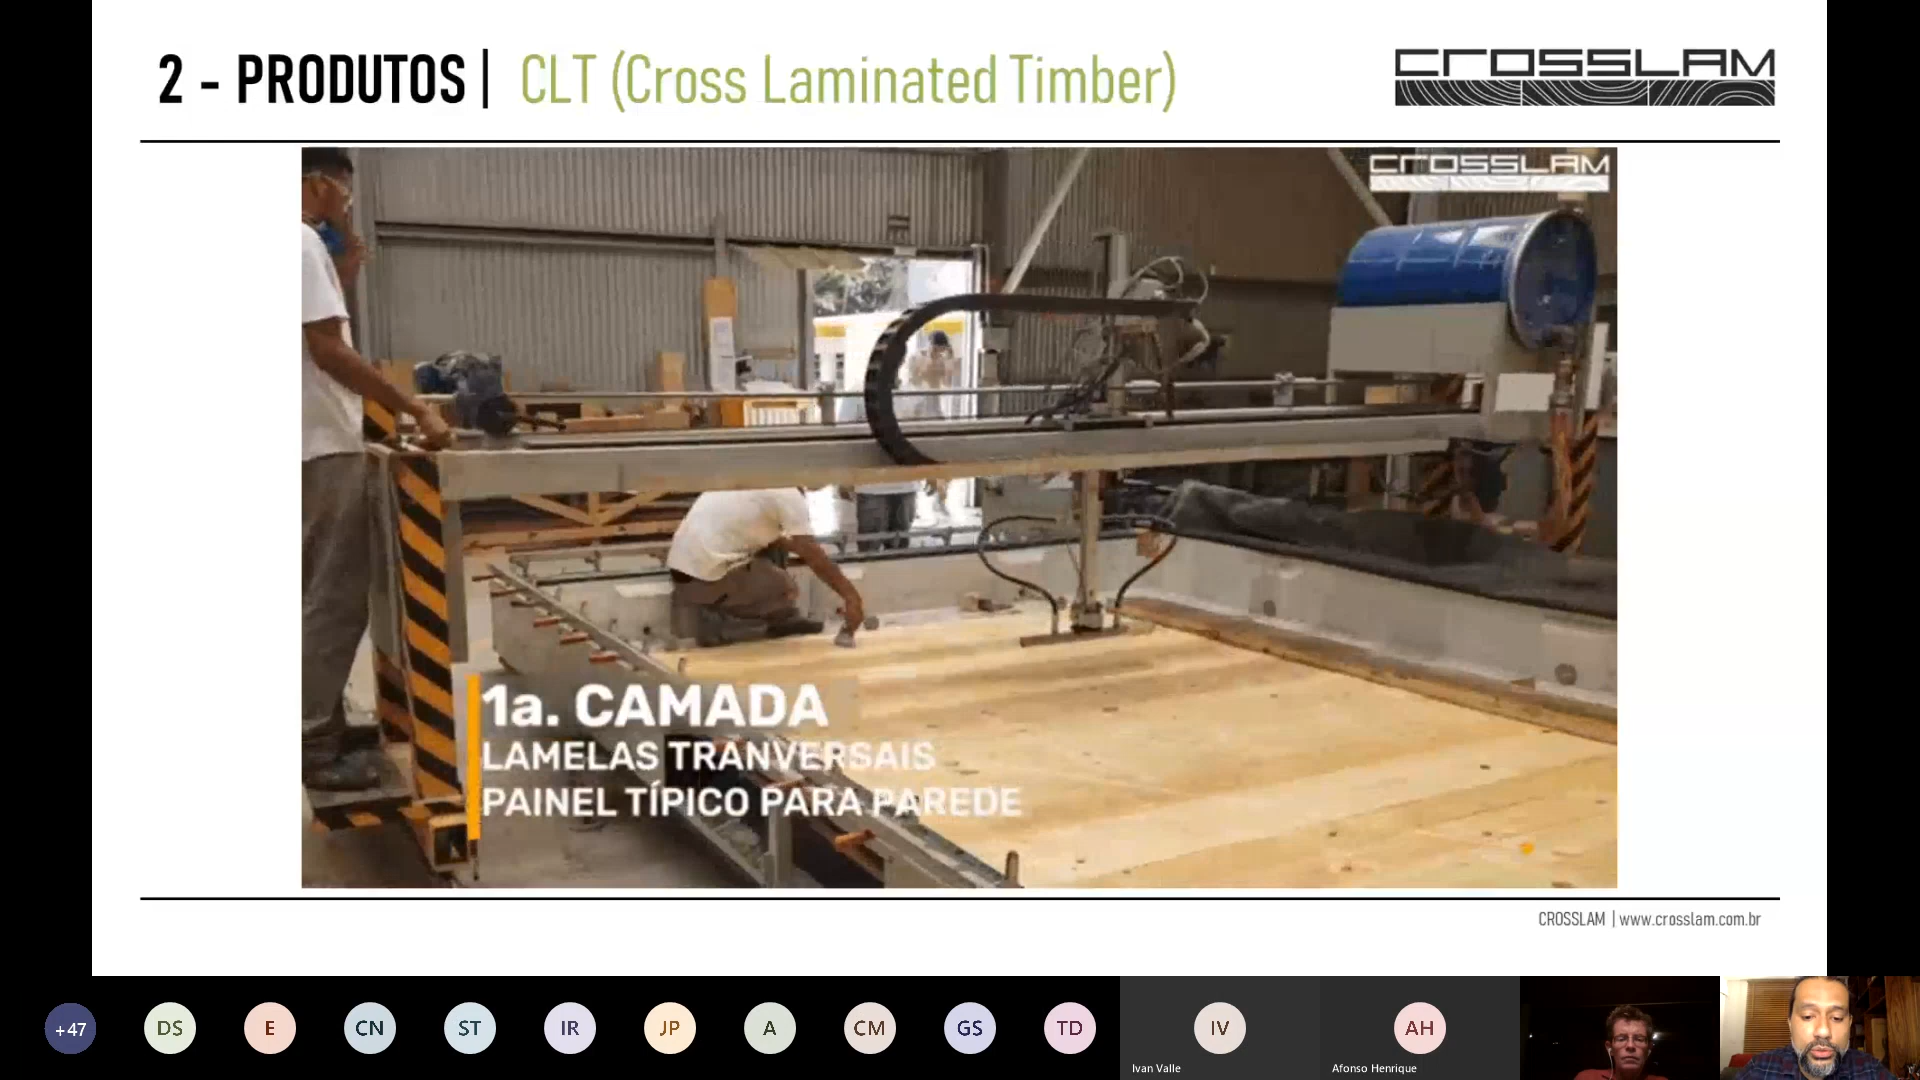 2 - PRODUTOS | CLT (Cross Laminated Timber)
CROSSLAM
CROSSLAM
1a. CAMADA
LAMELAS TRANVERSAIS
PAINEL TÍPICO PARA PAREDE
CROSSLAM | www.crosslam.com.br
+47 DS E CN ST IR JP A CM GS TD IV AH
Ivan Valle Afonso Henrique